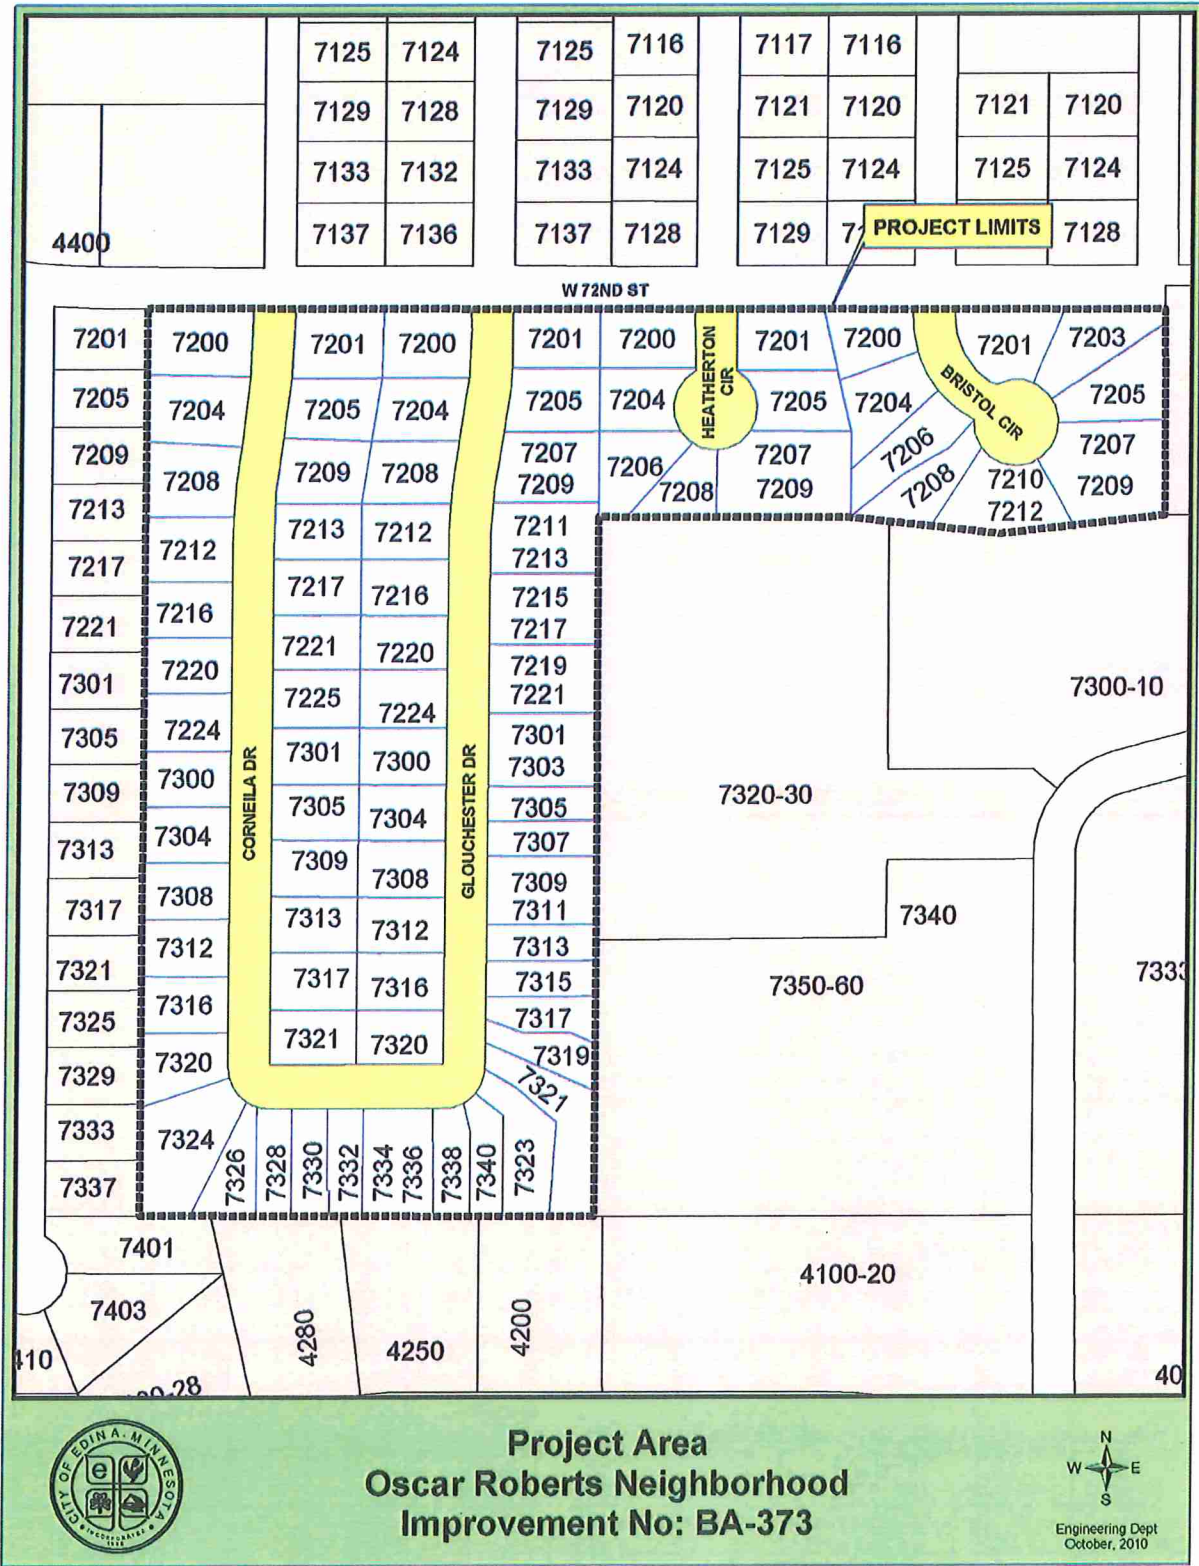 7125 7124 7125 7116 7117 7116
7129 7128 7129 7120 7121 7120 7121 7120
7133 7132 7133 7124 7125 7124 7125 7124
4400 7137 7136 7137 7128 7129 PROJECT LIMITS 7128
W 72ND ST
7201 7200 7201 7200 7201 7200 HEATHERTON CIR 7201 7200 7201 7203
7205 7204 7205 7204 7205 7204 7205 7204 BRISTOL CIR 7205
7209 7208 7209 7208 7207 7206 7207 7206 7207
7209 7208 7209 7208 7210 7209
7212
7213 7212 7213 7212 7211
7213
7217 7216 7217 7216 7215
7217
7221 7220 7221 7220 7219
7221
7301 7224 7225 7224 7300-10
7305 7300 7301 7300 7301
7303
CORNEILA DR
GLOUCHESTER DR
7309 7304 7305 7304 7305 7320-30
7307
7313 7308 7309 7308 7309
7311
7317 7312 7313 7312 7313 7340
7321 7316 7317 7316 7315 7350-60 7333
7325 7320 7321 7320 7317
7329 7319
7321
7333 7324 7326 7328 7330 7332 7334 7336 7338 7340 7323
7337
7401
7403 4280 4250 4200 4100-20
410 40
CITY OF EDINA, MINNESOTA
e
INCORPORATED
1888
Project Area
Oscar Roberts Neighborhood
Improvement No: BA-373
N
W E
S
Engineering Dept
October, 2010